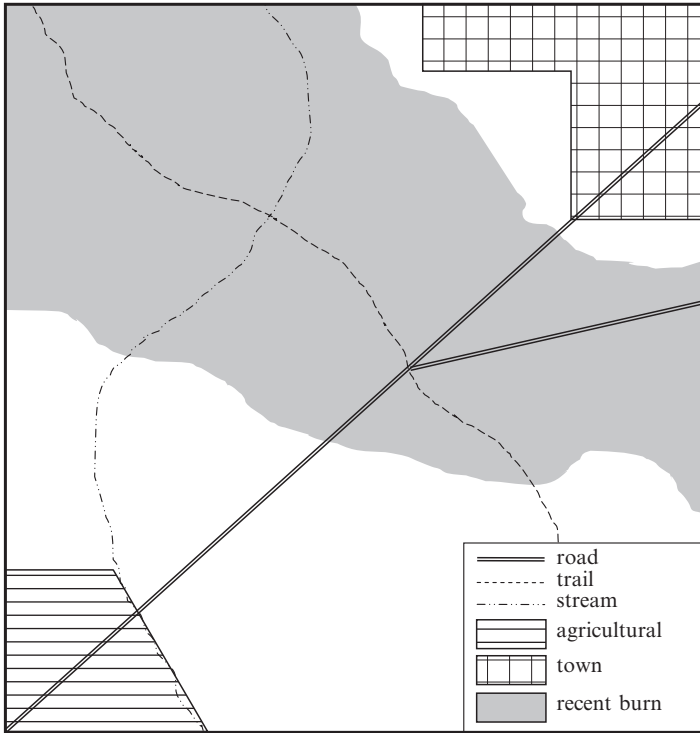 road
trail
stream
agricultural
town
recent burn